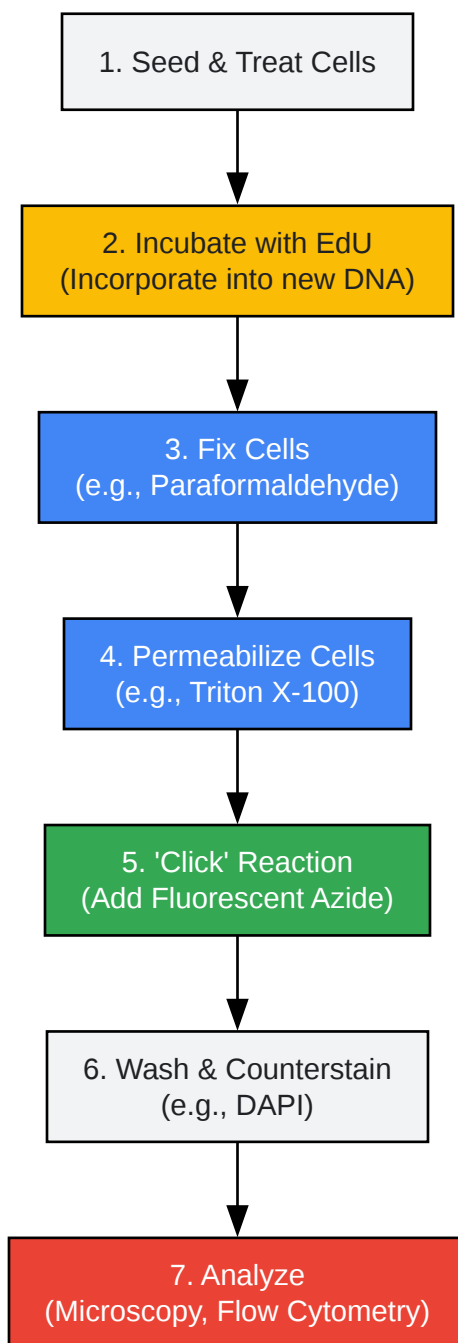 1. Seed & Treat Cells
2. Incubate with EdU
(Incorporate into new DNA)
3. Fix Cells
(e.g., Paraformaldehyde)
4. Permeabilize Cells
(e.g., Triton X-100)
5. 'Click' Reaction
(Add Fluorescent Azide)
6. Wash & Counterstain
(e.g., DAPI)
7. Analyze
(Microscopy, Flow Cytometry)